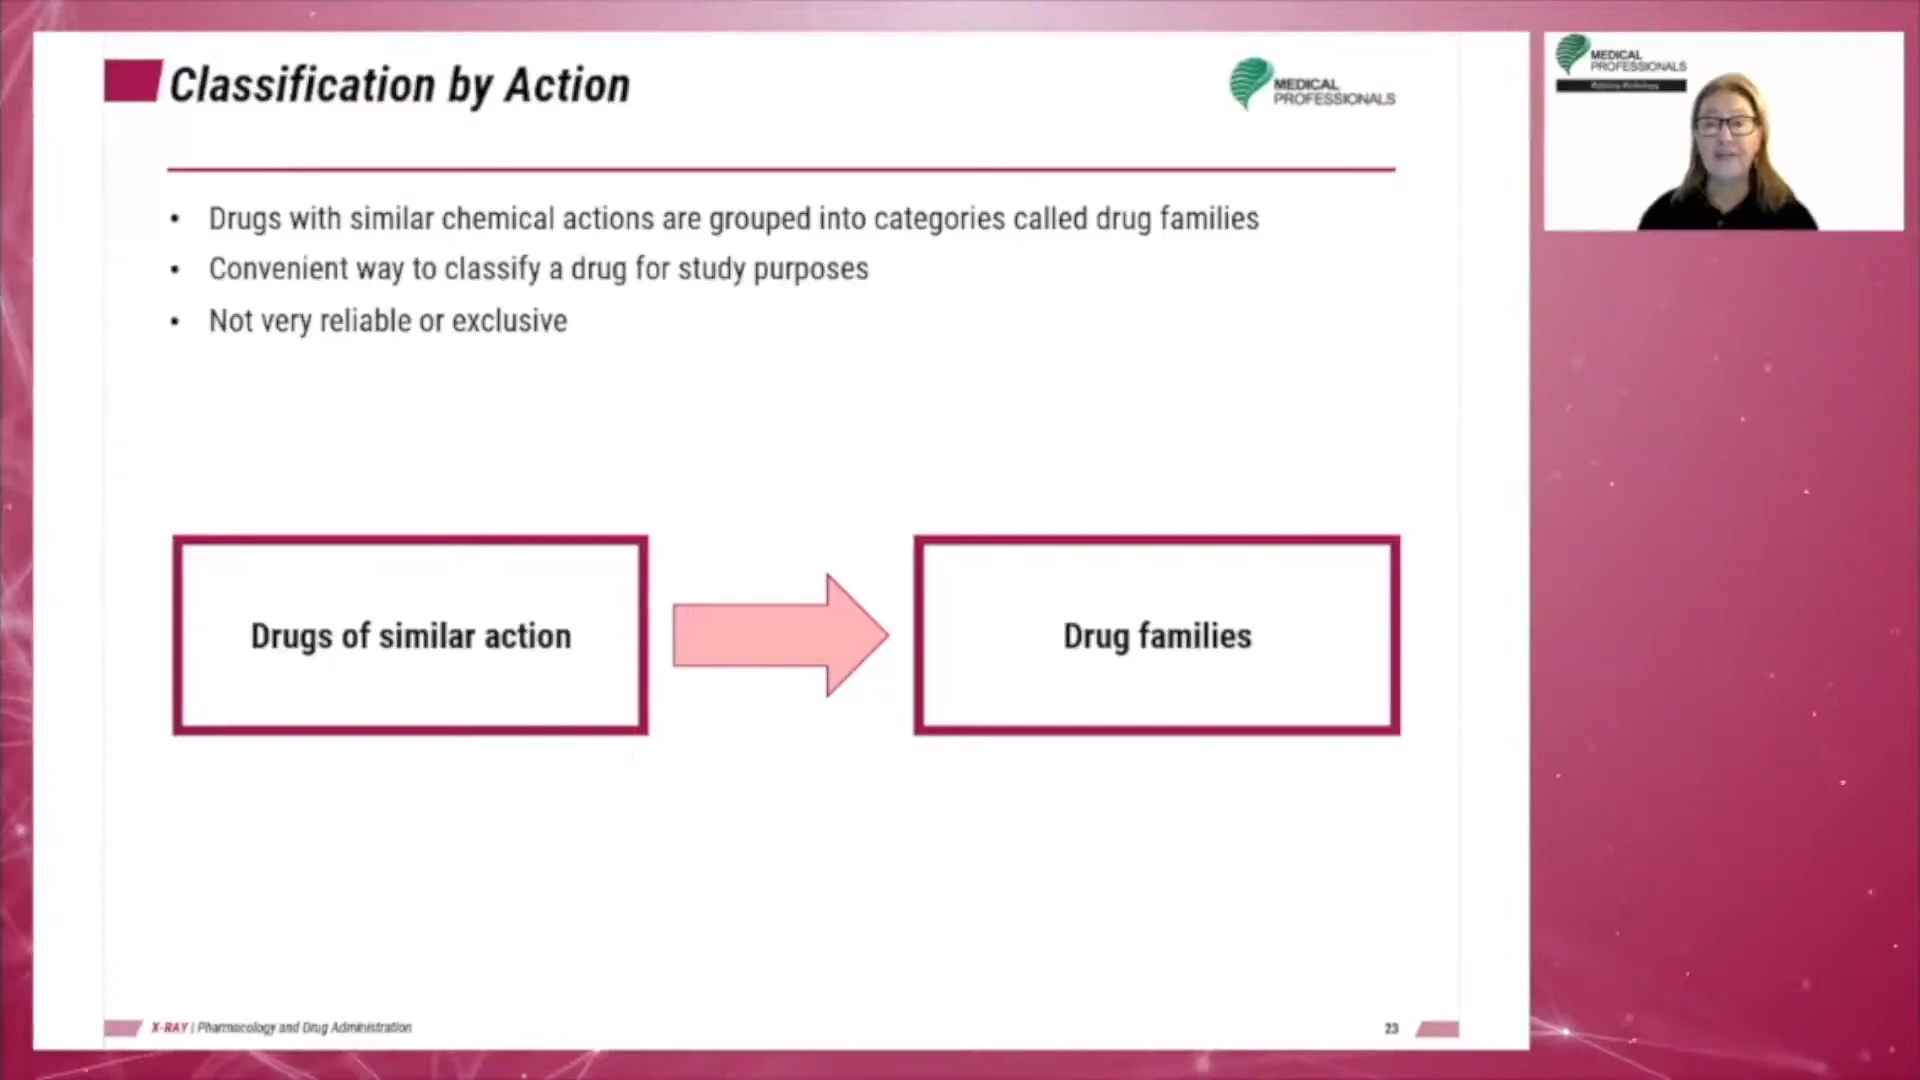 Classification by Action
MEDICAL
PROFESSIONALS
• Drugs with similar chemical actions are grouped into categories called drug families
• Convenient way to classify a drug for study purposes
• Not very reliable or exclusive
Drugs of similar action
Drug families
X-RAY | Pharmacology and Drug Administration
23
MEDICAL
PROFESSIONALS